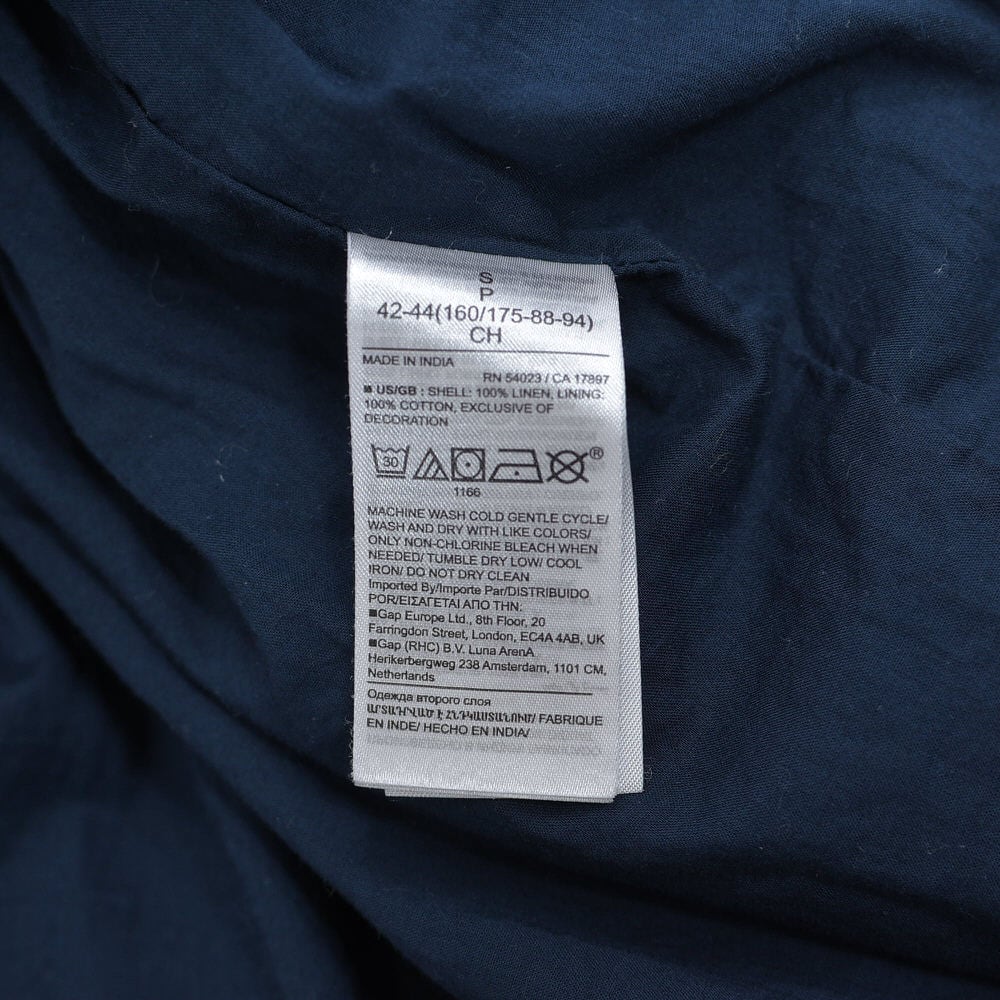 S
P
42-44(160/175-88-94)
CH
MADE IN INDIA
RN 54023 / CA 17897
■ US/GB : SHELL: 100% LINEN, LINING:
100% COTTON, EXCLUSIVE OF
DECORATION
30
®
1166
MACHINE WASH COLD GENTLE CYCLE/
WASH AND DRY WITH LIKE COLORS/
ONLY NON-CHLORINE BLEACH WHEN
NEEDED/ TUMBLE DRY LOW/ COOL
IRON/ DO NOT DRY CLEAN
Imported By/Importe Par/DISTRIBUIDO
POR/ΕΙΣΑΓΕΤΑΙ ΑΠΟ ΤΗΝ:
■Gap Europe Ltd., 8th Floor, 20
Farringdon Street, London, EC4A 4AB, UK
■Gap (RHC) B.V. Luna ArenA
Herikerbergweg 238 Amsterdam, 1101 CM,
Netherlands
Одежда второго слоя
ԱՐՏԱԴՐՎԱԾ Է ՀՆԴԿԱՍՏԱՆՈՒՄ/ FABRIQUE
EN INDE/ HECHO EN INDIA/